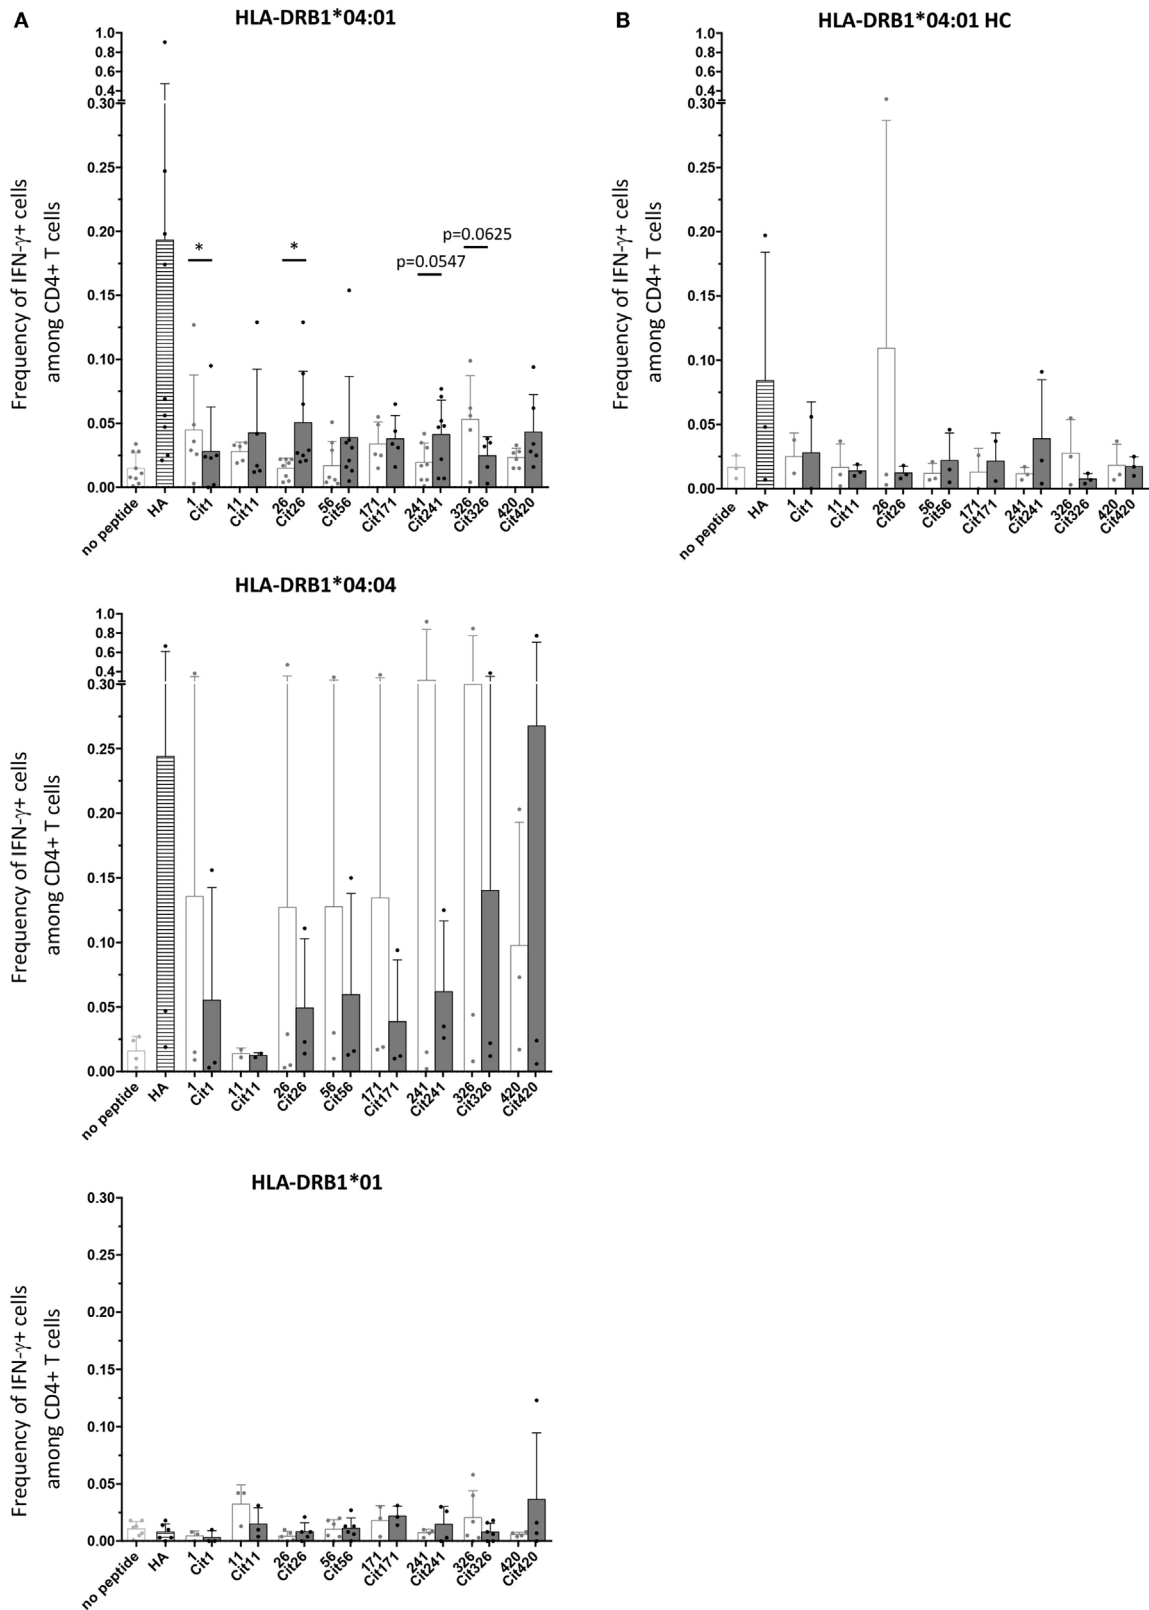 A
HLA-DRB1*04:01
Frequency of IFN-γ+ cells
among CD4+ T cells
1.0
0.8
0.6
0.4
0.30
0.25
0.20
0.15
0.10
0.05
0.00
*
*
p=0.0547
p=0.0625
no peptide
HA
1
Cit1
11
Cit11
26
Cit26
56
Cit56
171
Cit171
241
Cit241
326
Cit326
420
Cit420
B
HLA-DRB1*04:01 HC
Frequency of IFN-γ+ cells
among CD4+ T cells
1.0
0.8
0.6
0.4
0.30
0.25
0.20
0.15
0.10
0.05
0.00
no peptide
HA
1
Cit1
11
Cit11
26
Cit26
56
Cit56
171
Cit171
241
Cit241
326
Cit326
420
Cit420
HLA-DRB1*04:04
Frequency of IFN-γ+ cells
among CD4+ T cells
1.0
0.8
0.6
0.4
0.30
0.25
0.20
0.15
0.10
0.05
0.00
no peptide
HA
1
Cit1
11
Cit11
26
Cit26
56
Cit56
171
Cit171
241
Cit241
326
Cit326
420
Cit420
HLA-DRB1*01
Frequency of IFN-γ+ cells
among CD4+ T cells
0.30
0.25
0.20
0.15
0.10
0.05
0.00
no peptide
HA
1
Cit1
11
Cit11
26
Cit26
56
Cit56
171
Cit171
241
Cit241
326
Cit326
420
Cit420